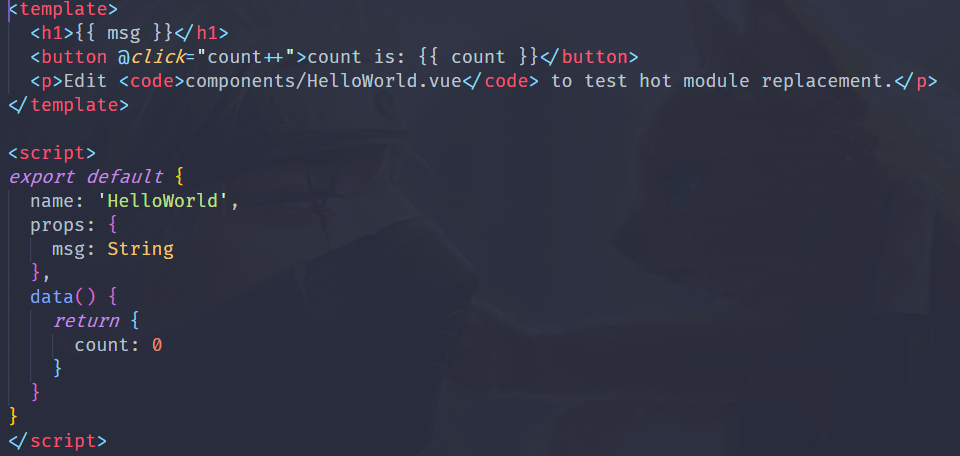 <template>
  <h1>{{ msg }}</h1>
  <button @click="count++">count is: {{ count }}</button>
  <p>Edit <code>components/HelloWorld.vue</code> to test hot module replacement.</p>
</template>

<script>
export default {
  name: 'HelloWorld',
  props: {
    msg: String
  },
  data() {
    return {
      count: 0
    }
  }
}
</script>